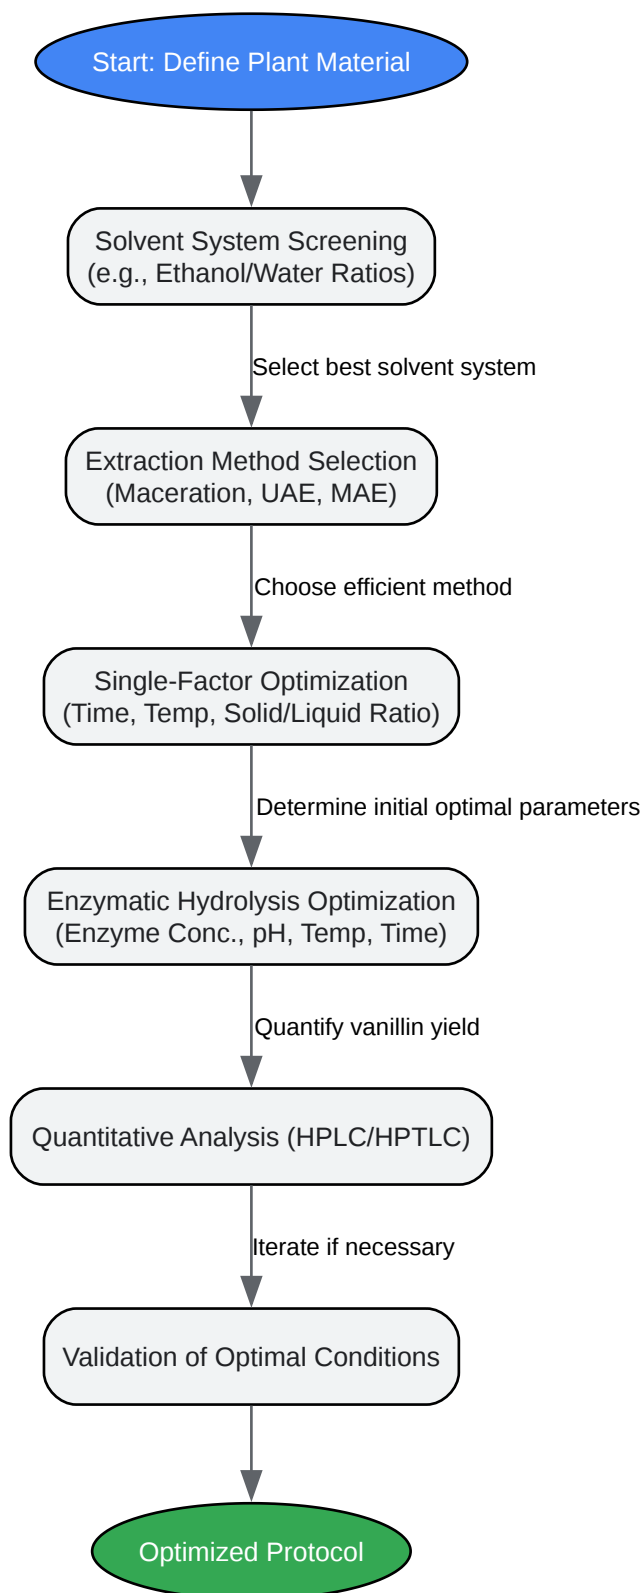 Start: Define Plant Material
Solvent System Screening
(e.g., Ethanol/Water Ratios)
Select best solvent system
Extraction Method Selection
(Maceration, UAE, MAE)
Choose efficient method
Single-Factor Optimization
(Time, Temp, Solid/Liquid Ratio)
Determine initial optimal parameters
Enzymatic Hydrolysis Optimization
(Enzyme Conc., pH, Temp, Time)
Quantify vanillin yield
Quantitative Analysis (HPLC/HPTLC)
Iterate if necessary
Validation of Optimal Conditions
Optimized Protocol